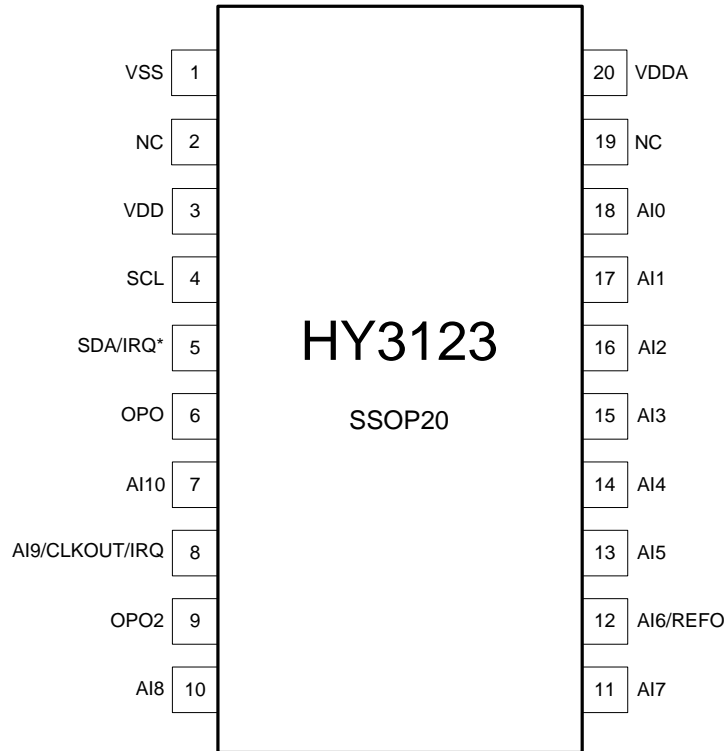 VSS 1 20 VDDA
NC 2 19 NC
VDD 3 18 AI0
SCL 4 17 AI1
SDA/IRQ* 5 16 AI2
HY3123
OPO 6 15 AI3
SSOP20
AI10 7 14 AI4
AI9/CLKOUT/IRQ 8 13 AI5
OPO2 9 12 AI6/REFO
AI8 10 11 AI7